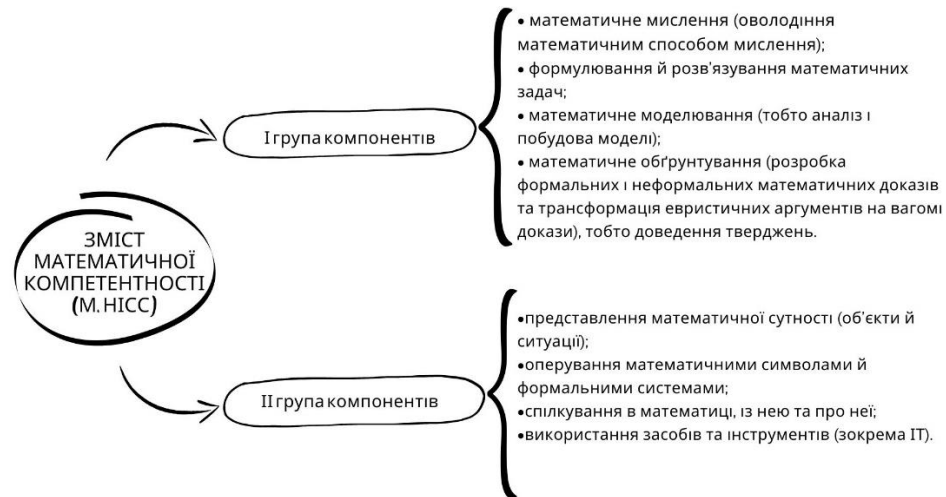 ЗМІСТ
МАТЕМАТИЧНОЇ
КОМПЕТЕНТНОСТІ
(М. НІСС)
І група компонентів
• математичне мислення (оволодіння
математичним способом мислення);
• формулювання й розв'язування математичних
задач;
• математичне моделювання (тобто аналіз і
побудова моделі);
• математичне обґрунтування (розробка
формальних і неформальних математичних доказів
та трансформація евристичних аргументів на вагомі
докази), тобто доведення тверджень.
ІІ група компонентів
•представлення математичної сутності (об'єкти й
ситуації);
•оперування математичними символами й
формальними системами;
•спілкування в математиці, із нею та про неї;
•використання засобів та інструментів (зокрема ІТ).